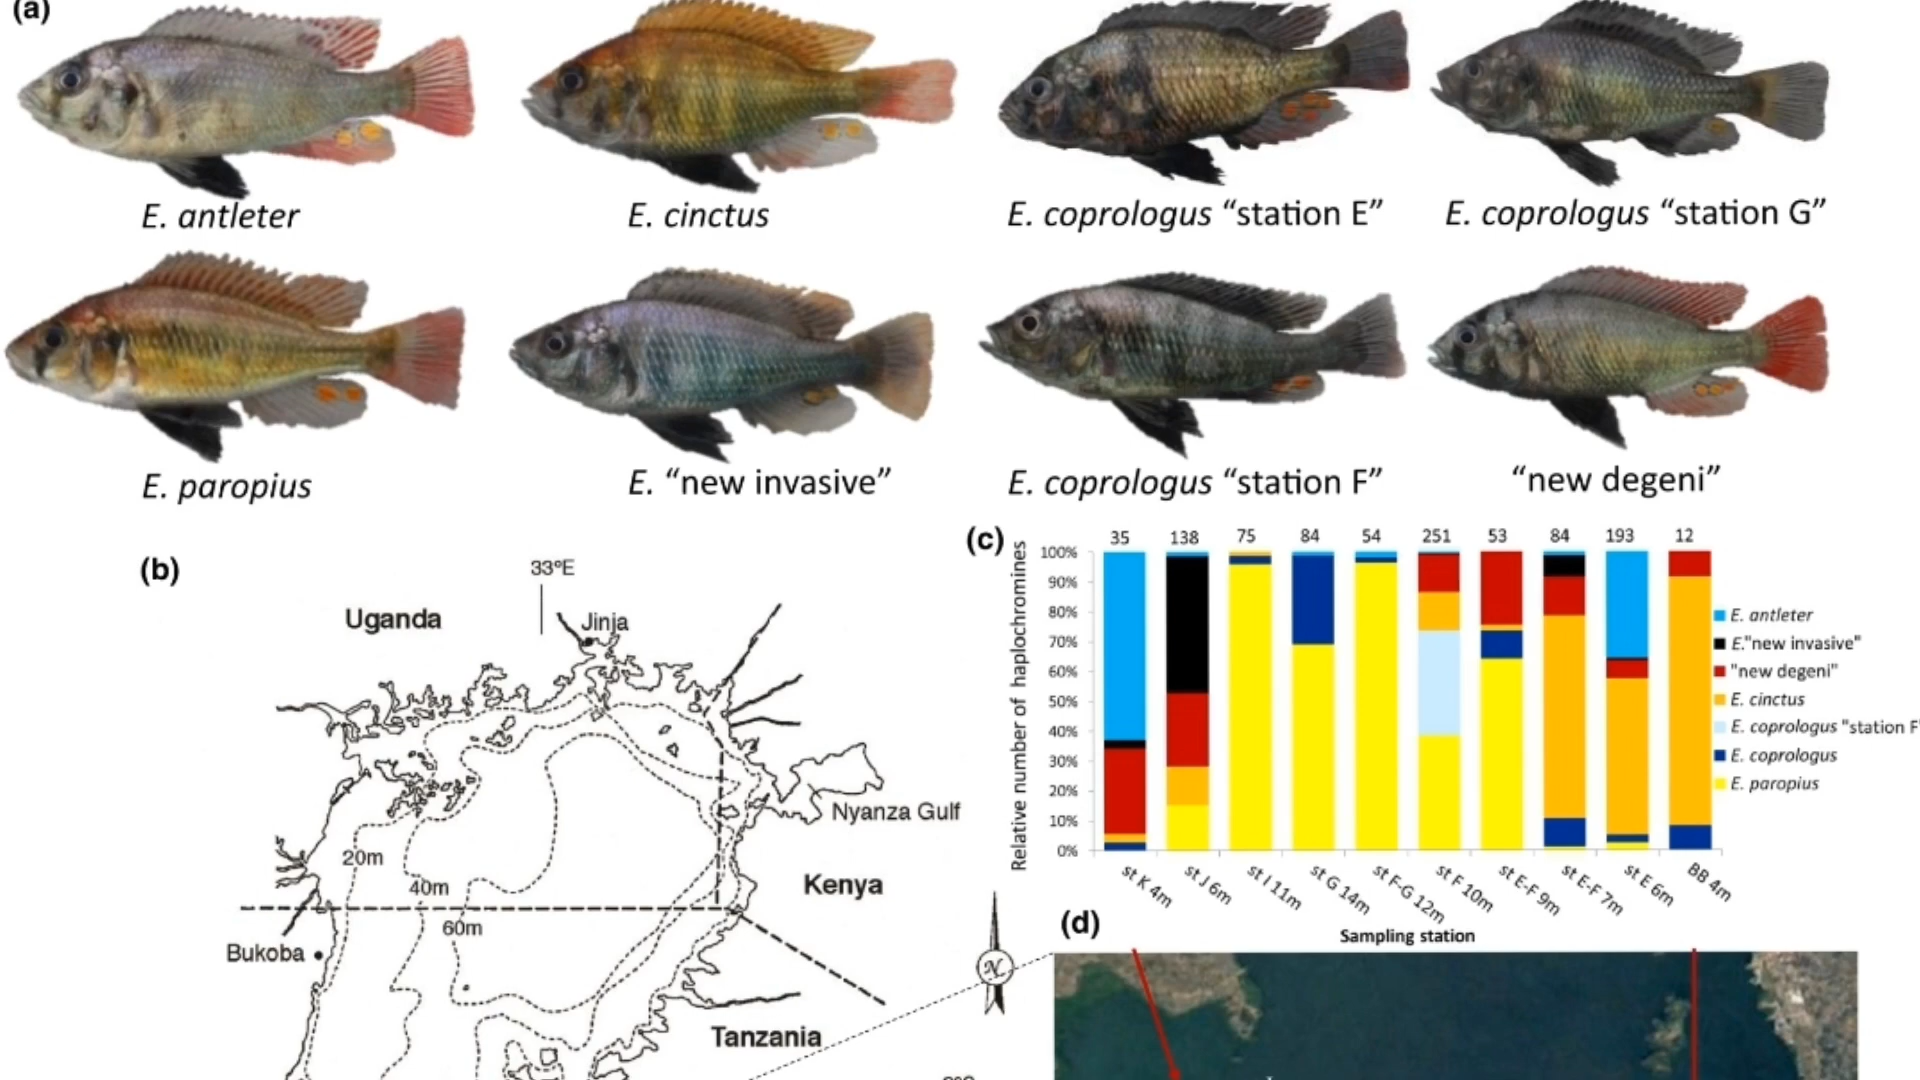 (a)
E. antleter
E. cinctus
E. coprologus “station E”
E. coprologus “station G”
E. paropius
E. “new invasive”
E. coprologus “station F”
“new degeni”
(b)
33°E
Uganda
Jinja
Nyanza Gulf
20m
40m
Kenya
60m
Bukoba
N
Tanzania
(c)
35 138 75 84 54 251 53 84 193 12
Relative number of haplochromines
100%
90%
80%
70%
60%
50%
40%
30%
20%
10%
0%
E. antleter
E."new invasive"
"new degeni"
E. cinctus
E. coprologus "station F"
E. coprologus
E. paropius
st K 4m
st J 6m
st I 11m
st G 14m
st F-G 12m
st F 10m
st E-F 9m
st E-F 7m
st E 6m
BB 4m
Sampling station
(d)